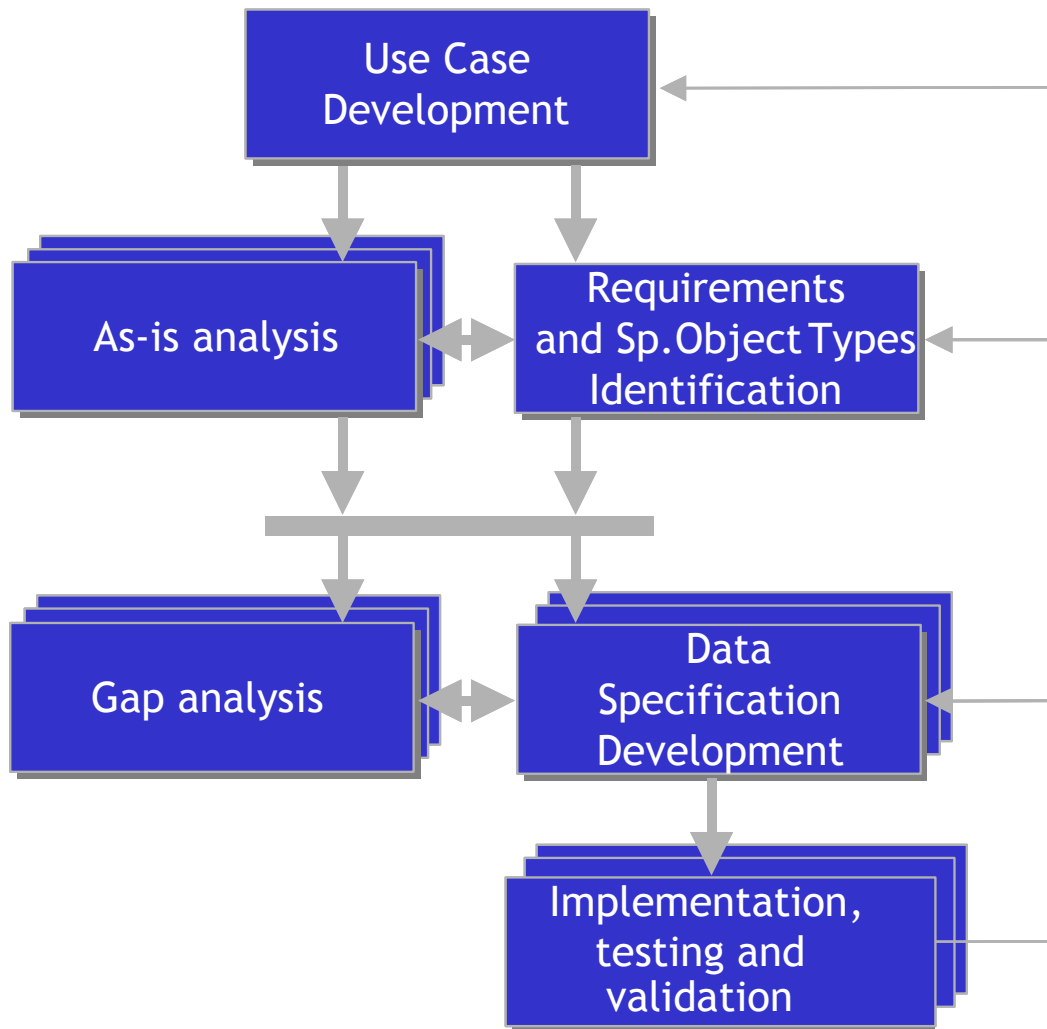 Use Case
Development
As-is analysis
Requirements
and Sp.Object Types
Identification
Gap analysis
Data
Specification
Development
Implementation,
testing and
validation